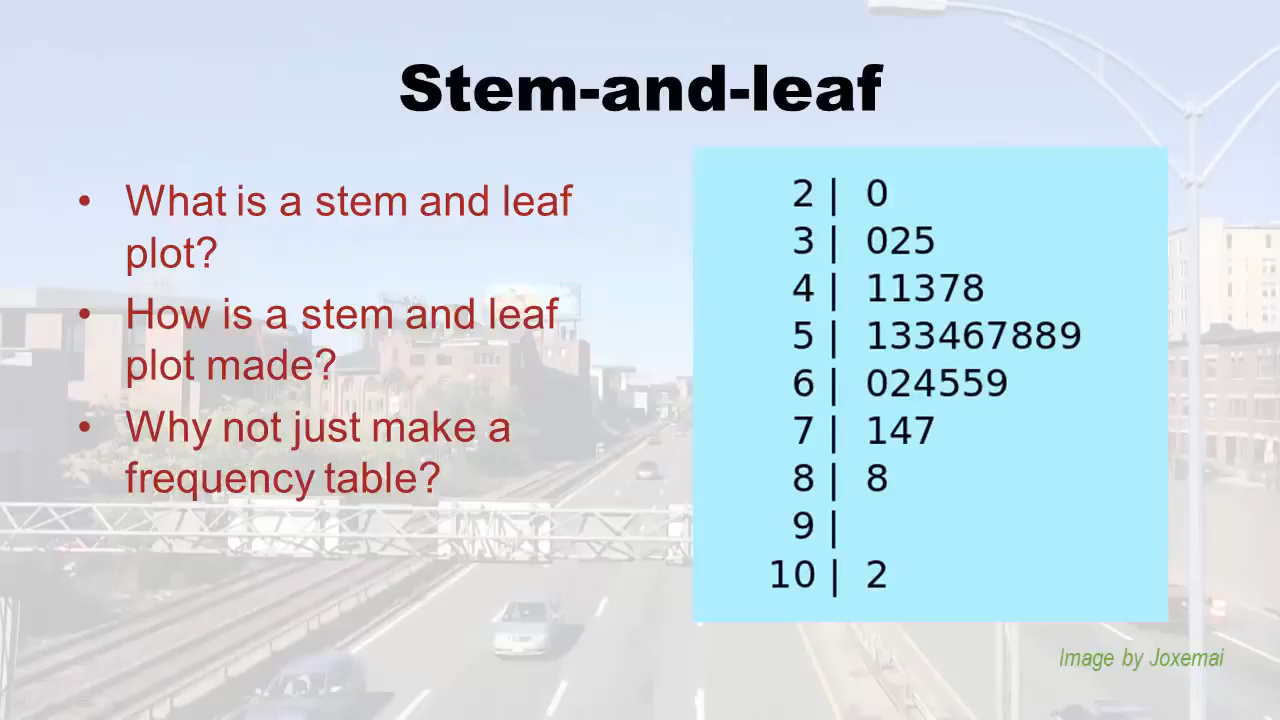 Stem-and-leaf
• What is a stem and leaf
plot?
• How is a stem and leaf
plot made?
• Why not just make a
frequency table?
2 | 0
3 | 025
4 | 11378
5 | 133467889
6 | 024559
7 | 147
8 | 8
9 |
10 | 2
Image by Joxemai